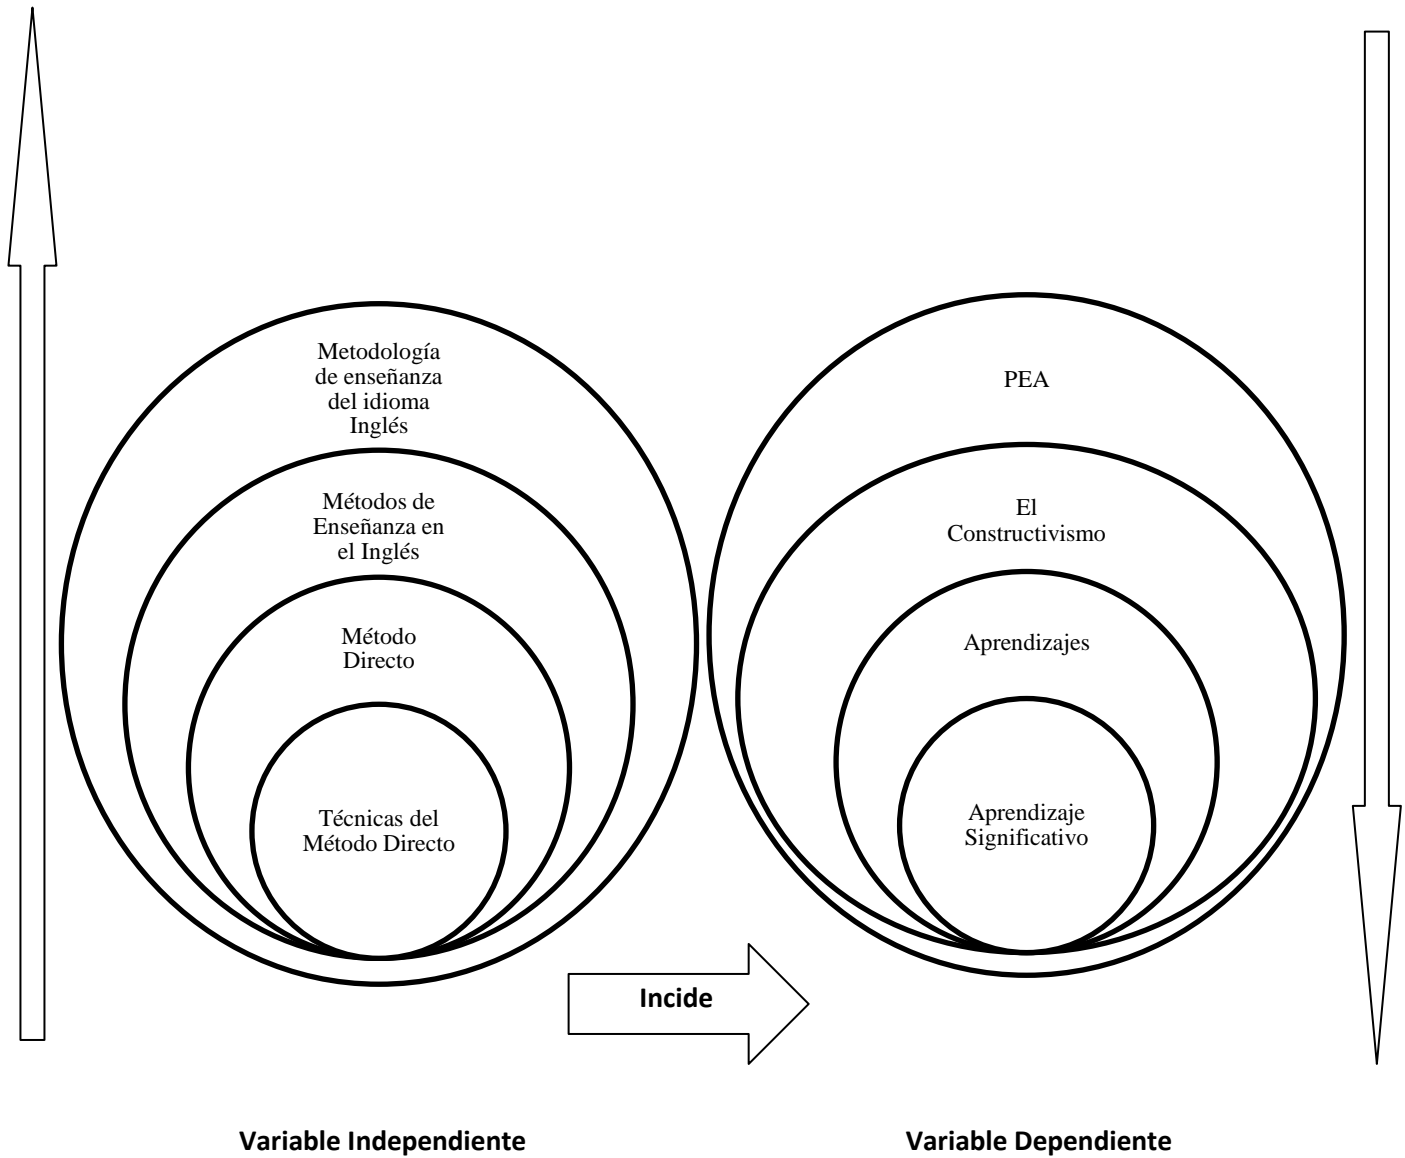 Metodología
de enseñanza
del idioma
Inglés
Métodos de
Enseñanza en
el Inglés
Método
Directo
Técnicas del
Método Directo
PEA
El
Constructivismo
Aprendizajes
Aprendizaje
Significativo
Incide
Variable Independiente
Variable Dependiente